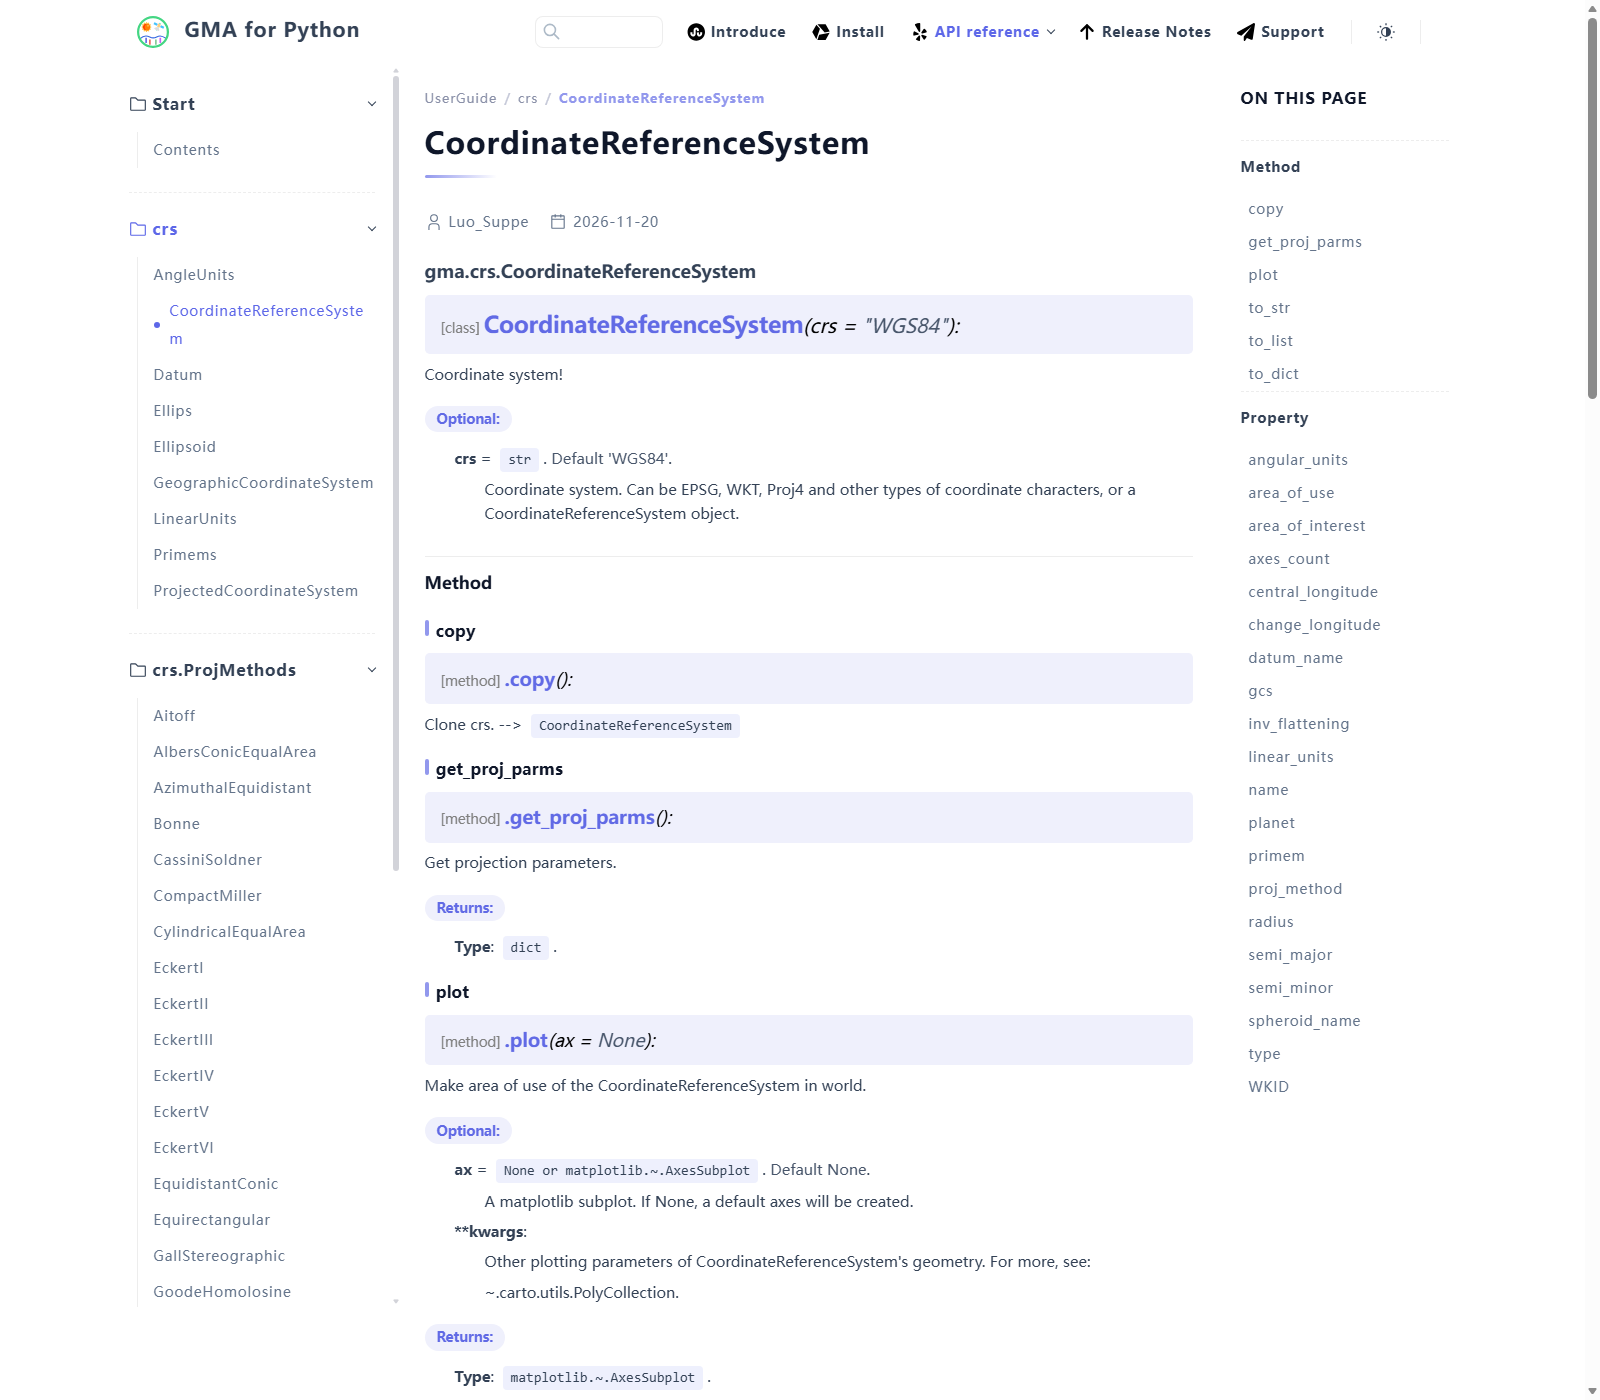 GMA for Python
Introduce
Install
API reference
Release Notes
Support
Start
Contents
crs
AngleUnits
CoordinateReferenceSyste
m
Datum
Ellips
Ellipsoid
GeographicCoordinateSystem
LinearUnits
Primems
ProjectedCoordinateSystem
crs.ProjMethods
Aitoff
AlbersConicEqualArea
AzimuthalEquidistant
Bonne
CassiniSoldner
CompactMiller
CylindricalEqualArea
EckertI
EckertII
EckertIII
EckertIV
EckertV
EckertVI
EquidistantConic
Equirectangular
GallStereographic
GoodeHomolosine
UserGuide / crs / CoordinateReferenceSystem
CoordinateReferenceSystem
Luo_Suppe 2026-11-20
gma.crs.CoordinateReferenceSystem
[class] CoordinateReferenceSystem(crs = "WGS84"):
Coordinate system!
Optional:
crs = str . Default 'WGS84'.
Coordinate system. Can be EPSG, WKT, Proj4 and other types of coordinate characters, or a
CoordinateReferenceSystem object.
Method
copy
[method] .copy():
Clone crs. --> CoordinateReferenceSystem
get_proj_parms
[method] .get_proj_parms():
Get projection parameters.
Returns:
Type: dict .
plot
[method] .plot(ax = None):
Make area of use of the CoordinateReferenceSystem in world.
Optional:
ax = None or matplotlib.~.AxesSubplot . Default None.
A matplotlib subplot. If None, a default axes will be created.
**kwargs:
Other plotting parameters of CoordinateReferenceSystem's geometry. For more, see:
~.carto.utils.PolyCollection.
Returns:
Type: matplotlib.~.AxesSubplot .
ON THIS PAGE
Method
copy
get_proj_parms
plot
to_str
to_list
to_dict
Property
angular_units
area_of_use
area_of_interest
axes_count
central_longitude
change_longitude
datum_name
gcs
inv_flattening
linear_units
name
planet
primem
proj_method
radius
semi_major
semi_minor
spheroid_name
type
WKID